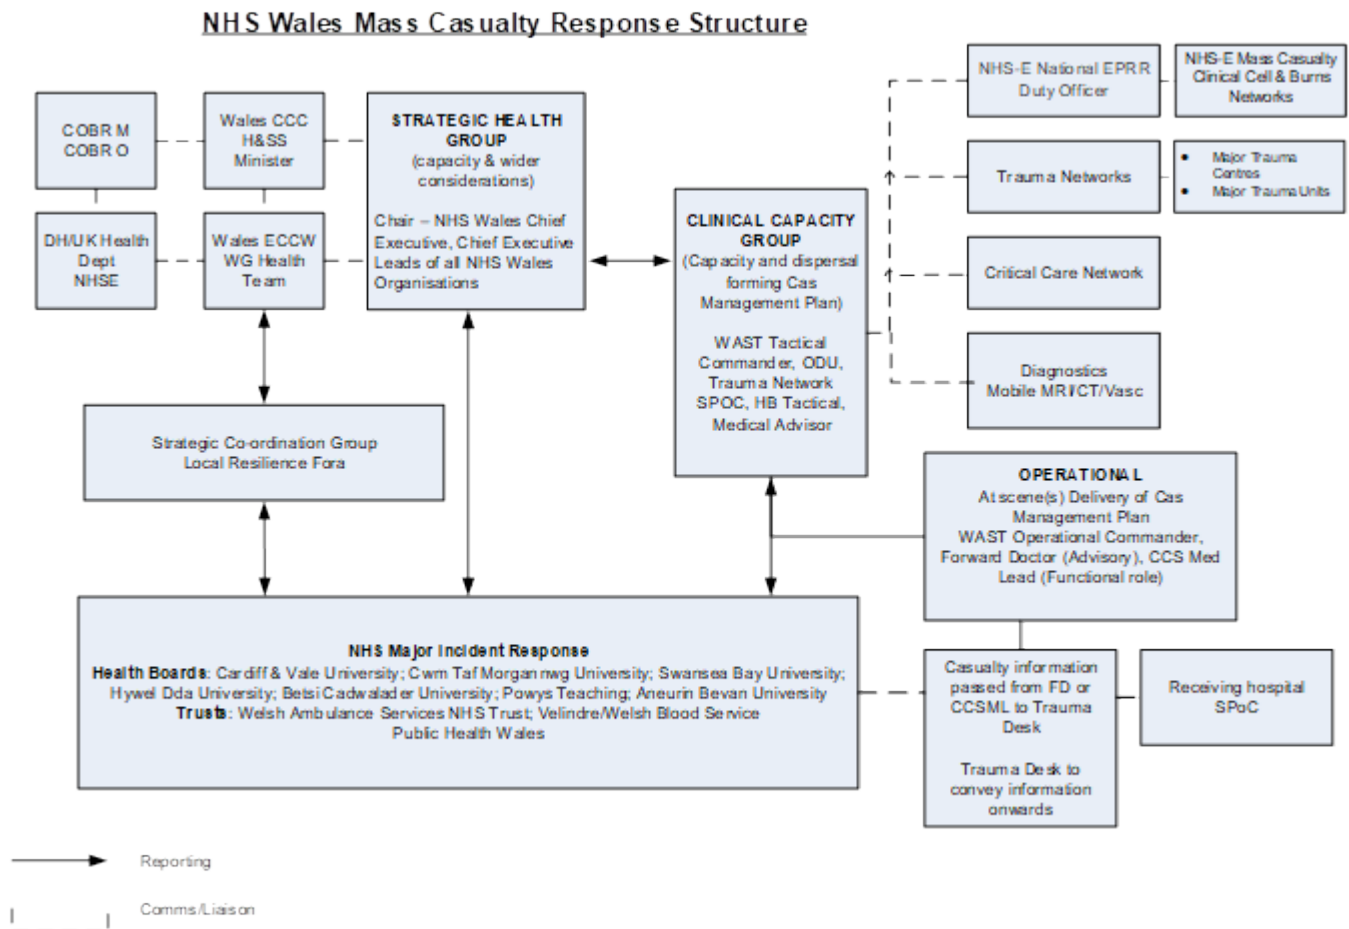 NHS Wales Mass Casualty Response Structure
COBR M
COBR O
Wales CCC
H&SS
Minister
STRATEGIC HEALTH
GROUP
(capacity & wider
considerations)
Chair – NHS Wales Chief
Executive, Chief Executive
Leads of all NHS Wales
Organisations
DH/UK Health
Dept
NHSE
Wales ECCW
WG Health
Team
CLINICAL CAPACITY
GROUP
(Capacity and dispersal
forming Cas
Management Plan)
WAST Tactical
Commander, ODU,
Trauma Network
SPOC, HB Tactical,
Medical Advisor
NHS-E National EPRR
Duty Officer
NHS-E Mass Casualty
Clinical Cell & Burns
Networks
Trauma Networks
• Major Trauma
Centres
• Major Trauma Units
Critical Care Network
Diagnostics
Mobile MRI/CT/Vasc
Strategic Co-ordination Group
Local Resilience Fora
OPERATIONAL
At scene(s) Delivery of Cas
Management Plan
WAST Operational Commander,
Forward Doctor (Advisory), CCS Med
Lead (Functional role)
NHS Major Incident Response
Health Boards: Cardiff & Vale University; Cwm Taf Morgannwg University; Swansea Bay University;
Hywel Dda University; Betsi Cadwalader University; Powys Teaching; Aneurin Bevan University
Trusts: Welsh Ambulance Services NHS Trust; Velindre/Welsh Blood Service
Public Health Wales
Casualty information
passed from FD or
CCSML to Trauma
Desk
Trauma Desk to
convey information
onwards
Receiving hospital
SPoC
Reporting
Comms/Liaison